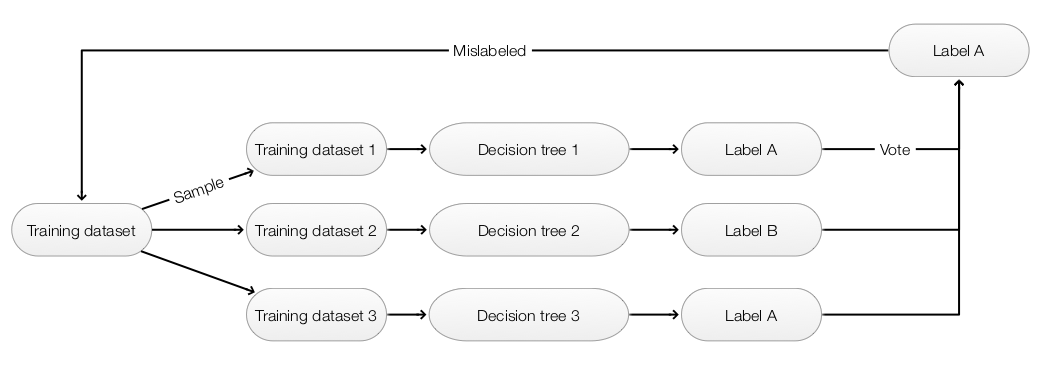 Mislabeled
Label A
Training dataset 1
Decision tree 1
Label A
Vote
Sample
Training dataset
Training dataset 2
Decision tree 2
Label B
Training dataset 3
Decision tree 3
Label A